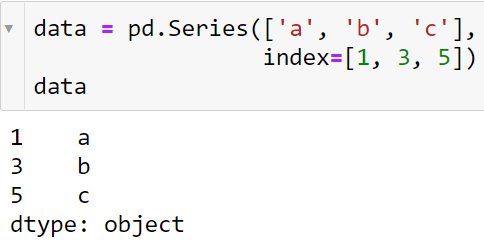 data = pd.Series(['a', 'b', 'c'],
                 index=[1, 3, 5])
data
1    a
3    b
5    c
dtype: object